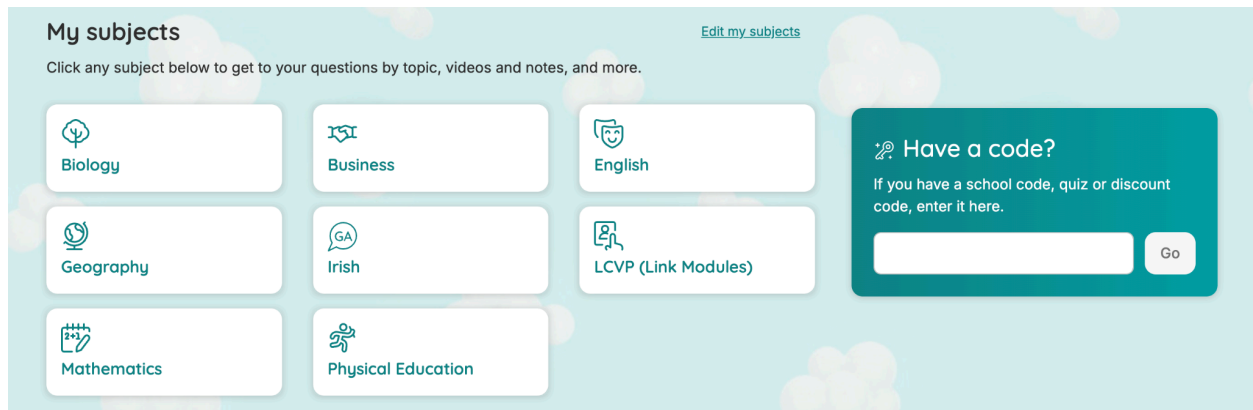 My subjects
Edit my subjects
Click any subject below to get to your questions by topic, videos and notes, and more.
Biology
Business
English
Geography
GA
Irish
LCVP (Link Modules)
2+1
Mathematics
Physical Education
Have a code?
If you have a school code, quiz or discount
code, enter it here.
Go